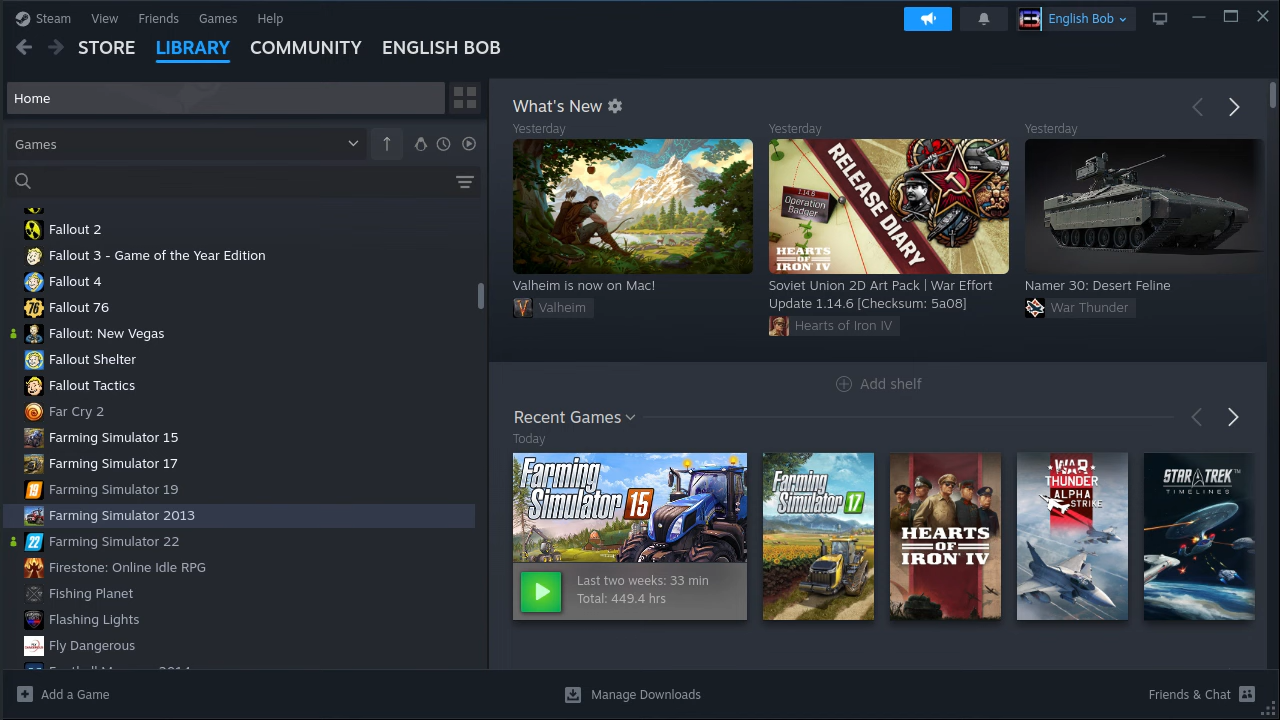 Steam View Friends Games Help English Bob
STORE LIBRARY COMMUNITY ENGLISH BOB
Home
Games
Fallout 2
Fallout 3 - Game of the Year Edition
Fallout 4
76 Fallout 76
Fallout: New Vegas
Fallout Shelter
Fallout Tactics
Far Cry 2
Farming Simulator 15
Farming Simulator 17
19 Farming Simulator 19
Farming Simulator 2013
22 Farming Simulator 22
Firestone: Online Idle RPG
Fishing Planet
Flashing Lights
Fly Dangerous
What's New
Yesterday
Yesterday
Yesterday
RELEASE DIARY
1.14.6
Operation
Badger
HEARTS
OF
IRON IV
Valheim is now on Mac!
Valheim
Soviet Union 2D Art Pack | War Effort
Update 1.14.6 [Checksum: 5a08]
Hearts of Iron IV
Namer 30: Desert Feline
War Thunder
Add shelf
Recent Games
Today
Farming
Simulator 15
Last two weeks: 33 min
Total: 449.4 hrs
Farming
Simulator 17
HEARTS
OF
IRON IV
WAR
THUNDER
ALPHA
STRIKE
STAR TREK™
TIMELINES
Add a Game
Manage Downloads
Friends & Chat